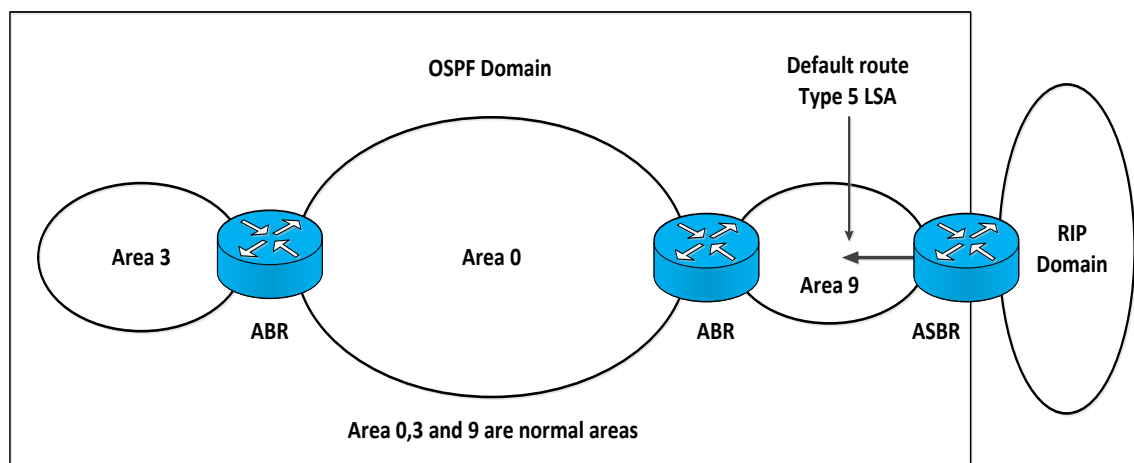 OSPF Domain
Default route
Type 5 LSA
Area 3
Area 0
Area 9
RIP
Domain
ABR
ABR
ASBR
Area 0,3 and 9 are normal areas